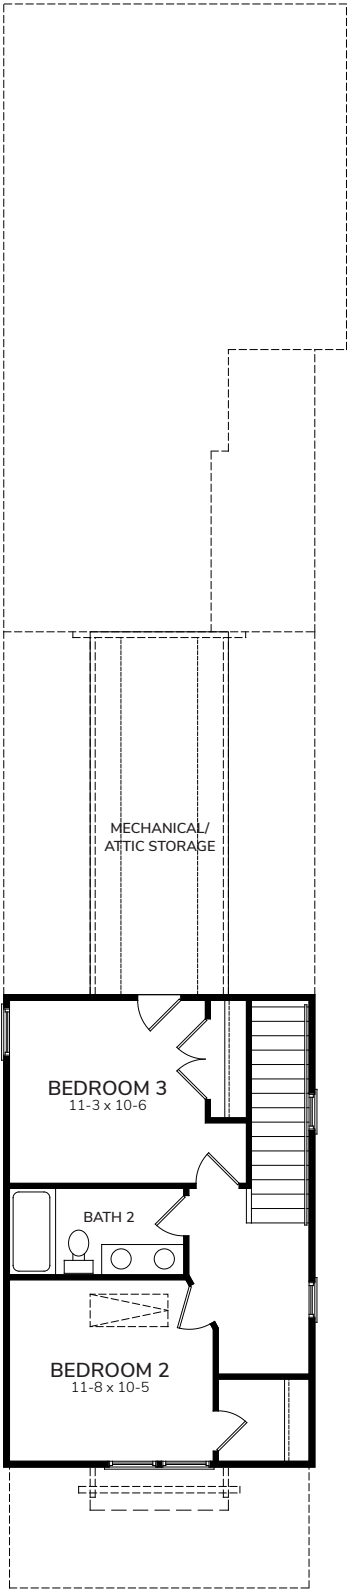 MECHANICAL/
ATTIC STORAGE
BEDROOM 3
11-3 x 10-6
BATH 2
BEDROOM 2
11-8 x 10-5